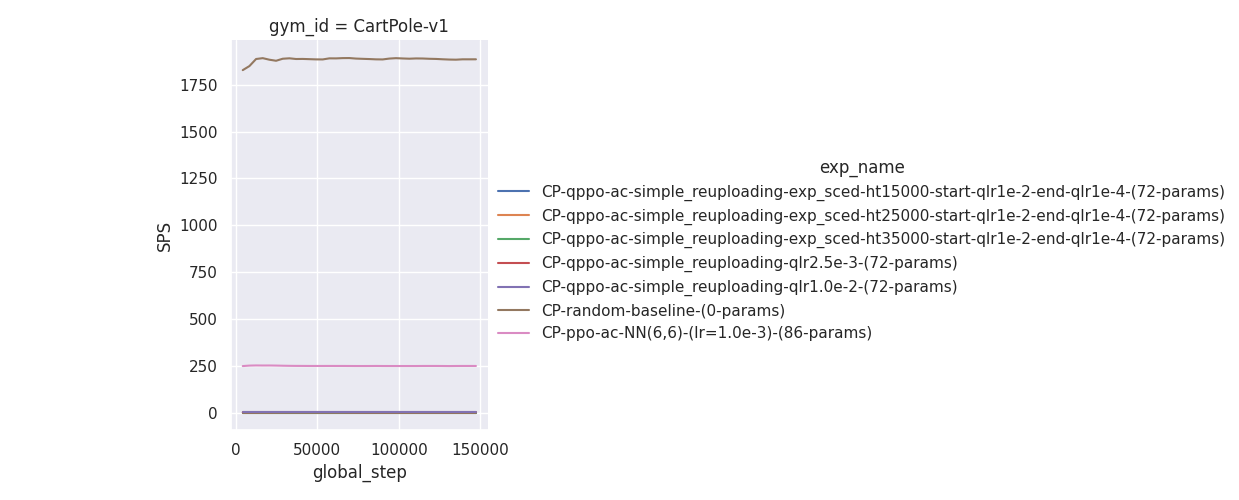 gym_id = CartPole-v1
1750
1500
1250
1000
750
500
250
0
SPS
0
50000
100000
150000
global_step
exp_name
CP-qppo-ac-simple_reuploading-exp_sced-ht15000-start-qlr1e-2-end-qlr1e-4-(72-params)
CP-qppo-ac-simple_reuploading-exp_sced-ht25000-start-qlr1e-2-end-qlr1e-4-(72-params)
CP-qppo-ac-simple_reuploading-exp_sced-ht35000-start-qlr1e-2-end-qlr1e-4-(72-params)
CP-qppo-ac-simple_reuploading-qlr2.5e-3-(72-params)
CP-qppo-ac-simple_reuploading-qlr1.0e-2-(72-params)
CP-random-baseline-(0-params)
CP-ppo-ac-NN(6,6)-(lr=1.0e-3)-(86-params)